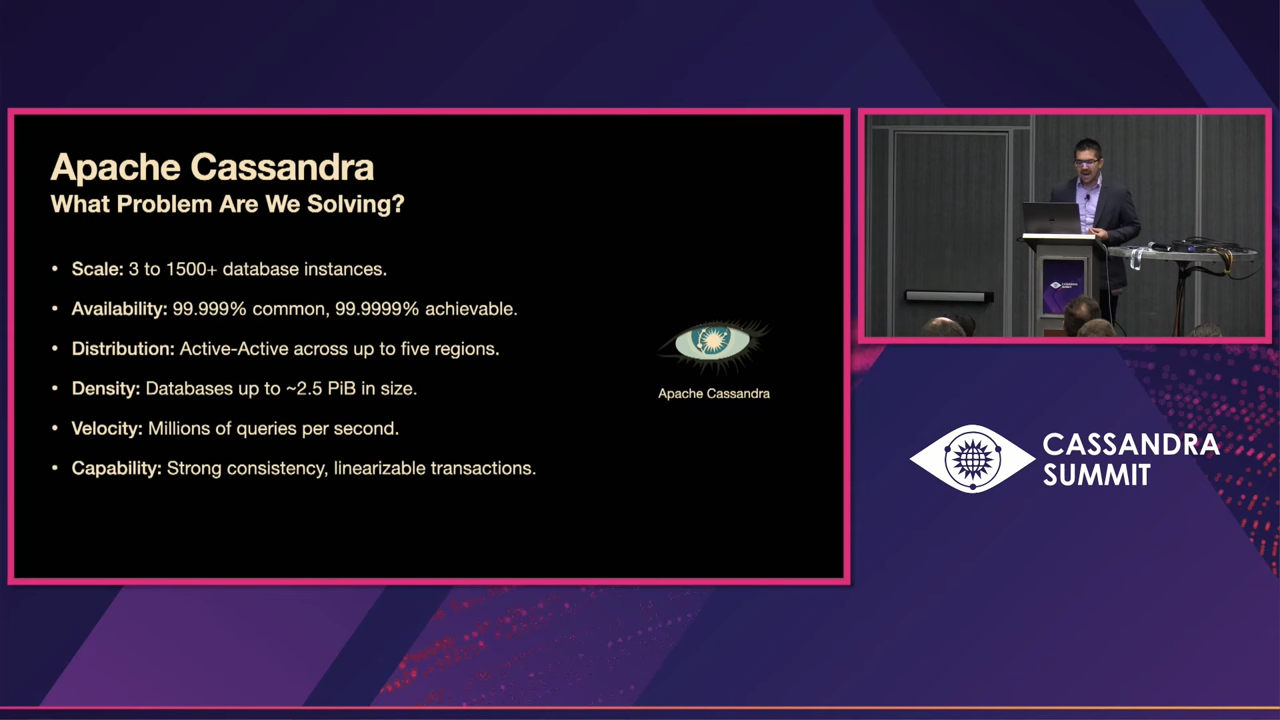 Apache Cassandra
What Problem Are We Solving?
• Scale: 3 to 1500+ database instances.
• Availability: 99.999% common, 99.9999% achievable.
• Distribution: Active-Active across up to five regions.
• Density: Databases up to ~2.5 PiB in size.
• Velocity: Millions of queries per second.
• Capability: Strong consistency, linearizable transactions.
Apache Cassandra
CASSANDRA
SUMMIT